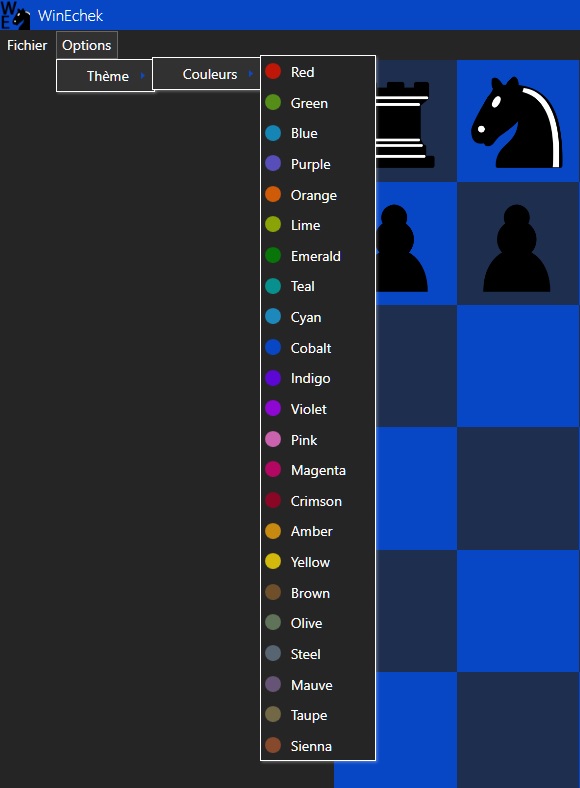 WE
WinEchek
Fichier
Options
Thème
Couleurs
Red
Green
Blue
Purple
Orange
Lime
Emerald
Teal
Cyan
Cobalt
Indigo
Violet
Pink
Magenta
Crimson
Amber
Yellow
Brown
Olive
Steel
Mauve
Taupe
Sienna